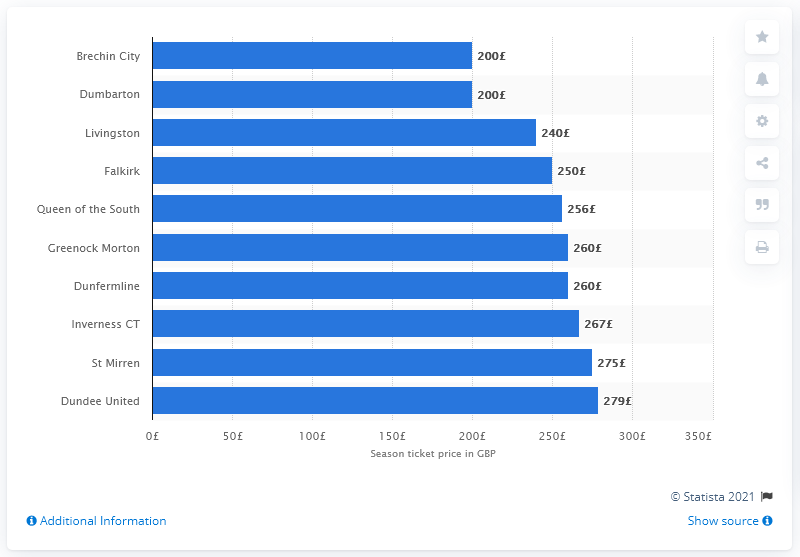 Brechin City 200£
Dumbarton 200£
Livingston 240£
Falkirk 250£
Queen of the South 256£
Greenock Morton 260£
Dunfermline 260£
Inverness CT 267£
St Mirren 275£
Dundee United 279£
0£ 50£ 100£ 150£ 200£ 250£ 300£ 350£
Season ticket price in GBP
© Statista 2021
Additional Information Show source